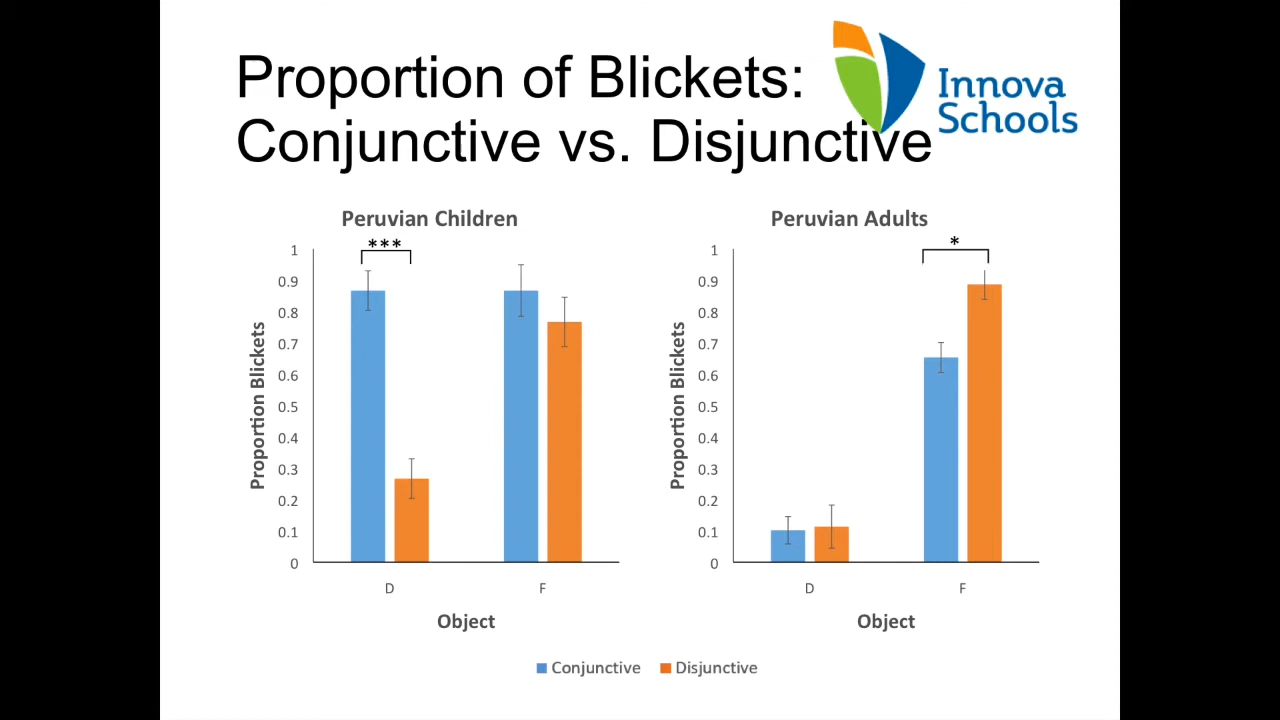 Proportion of Blickets:
Conjunctive vs. Disjunctive
Innova
Schools
Peruvian Children
***
1
0.9
0.8
0.7
0.6
0.5
0.4
0.3
0.2
0.1
0
Proportion Blickets
D
F
Object
Peruvian Adults
*
1
0.9
0.8
0.7
0.6
0.5
0.4
0.3
0.2
0.1
0
Proportion Blickets
D
F
Object
Conjunctive
Disjunctive